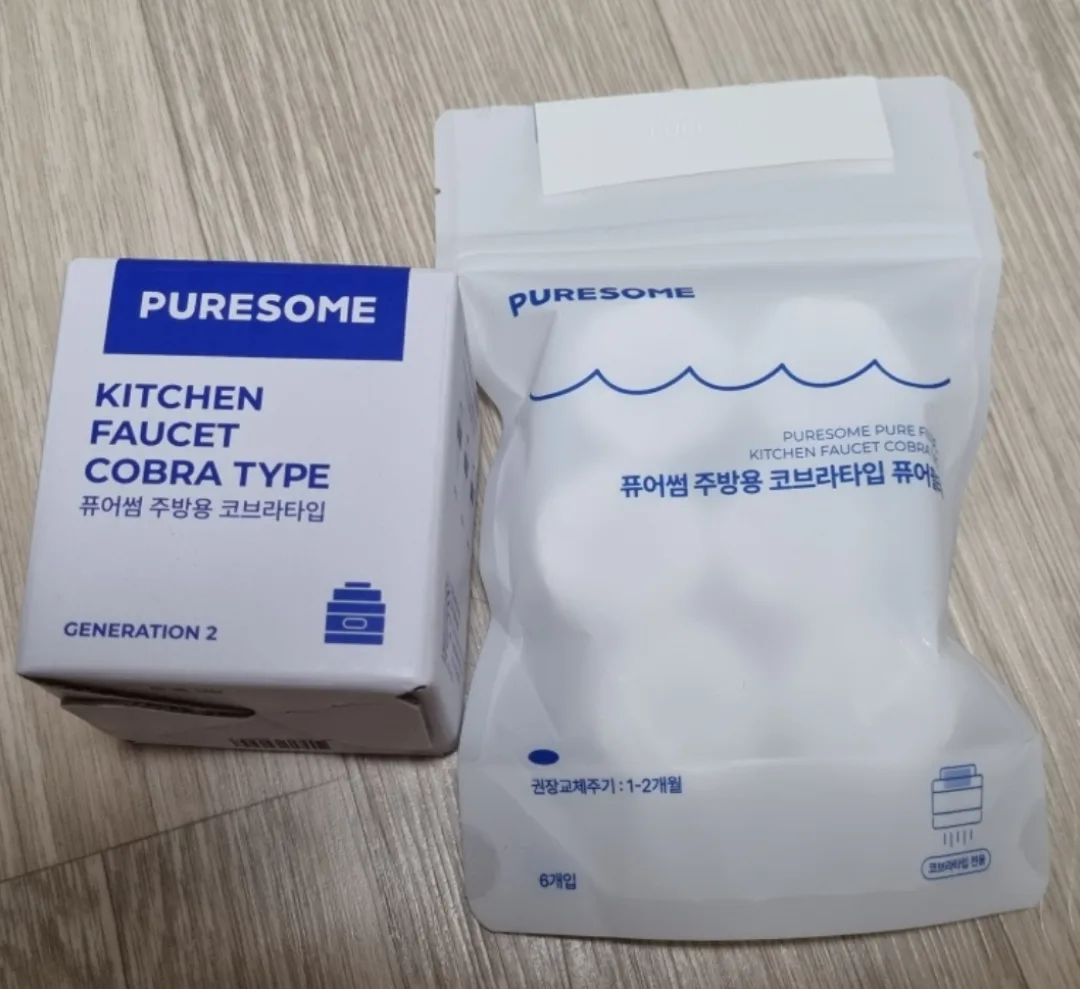 PURESOME
KITCHEN
FAUCET
COBRA TYPE
퓨어썸 주방용 코브라타입
GENERATION 2
PURESOME
PURESOME PURE
KITCHEN FAUCET COBRA
퓨어썸 주방용 코브라타입
권장교체주기 : 1-2개월
6개입
코브라타입 전용